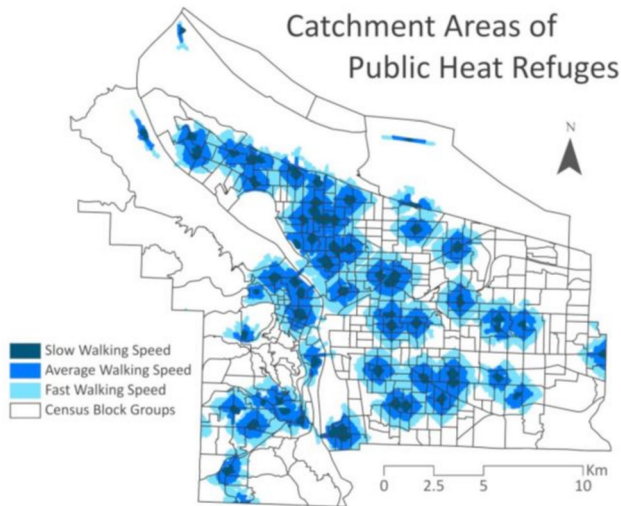 Catchment Areas of
Public Heat Refuges
N
Slow Walking Speed
Average Walking Speed
Fast Walking Speed
Census Block Groups
Km
0 2.5 5 10